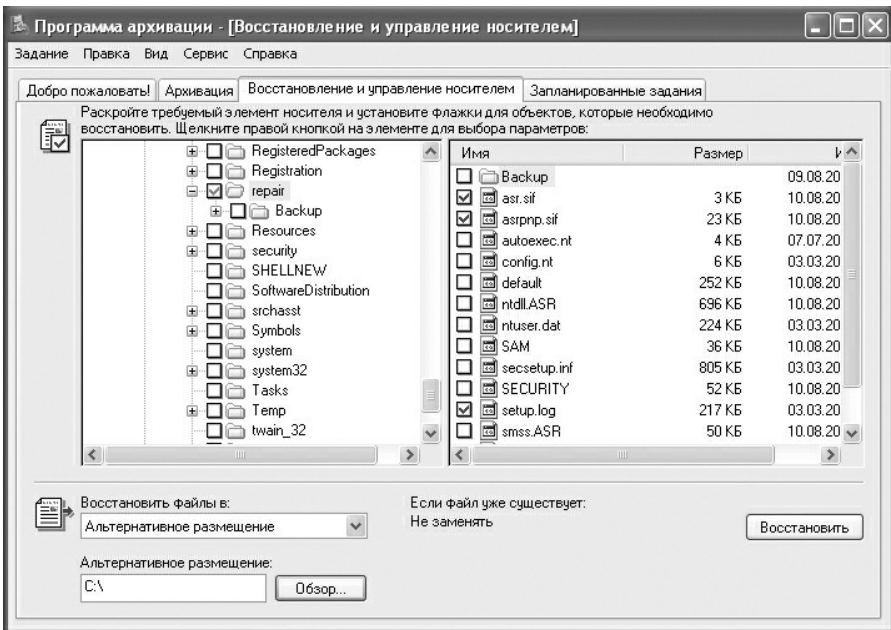 Программа архивации - [Восстановление и управление носителем]
Задание Правка Вид Сервис Справка
Добро пожаловать! Архивация Восстановление и управление носителем Запланированные задания
Раскройте требуемый элемент носителя и установите флажки для объектов, которые необходимо
восстановить. Щелкните правой кнопкой на элементе для выбора параметров:
RegisteredPackages
Registration
repair
Backup
Resources
security
SHELLNEW
SoftwareDistribution
srchasst
Symbols
system
system32
Tasks
Temp
twain_32
Имя Размер И
Backup 09.08.20
asr.sif 3 КБ 10.08.20
asrpnp.sif 23 КБ 10.08.20
autoexec.nt 4 КБ 07.07.20
config.nt 6 КБ 03.03.20
default 252 КБ 10.08.20
ntdll.ASR 696 КБ 10.08.20
ntuser.dat 224 КБ 03.03.20
SAM 36 КБ 10.08.20
secsetup.inf 805 КБ 03.03.20
SECURITY 52 КБ 10.08.20
setup.log 217 КБ 03.03.20
smss.ASR 50 КБ 10.08.20
Восстановить файлы в:
Альтернативное размещение
Если файл уже существует:
Не заменять
Восстановить
Альтернативное размещение:
C:\
Обзор...